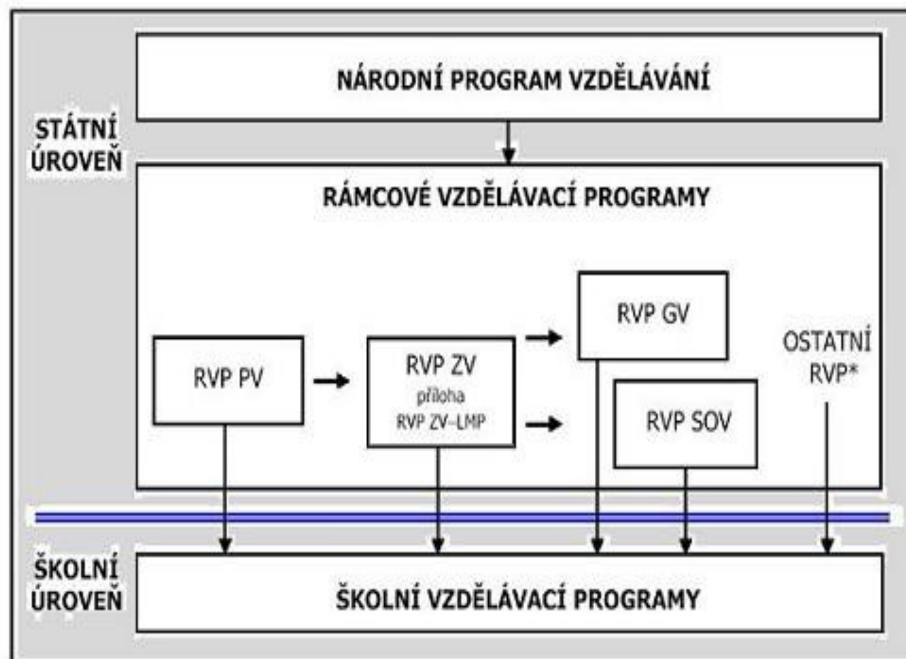 NÁRODNÍ PROGRAM VZDĚLÁVÁNÍ
STÁTNÍ
ÚROVEŇ
RÁMCOVÉ VZDĚLÁVACÍ PROGRAMY
RVP PV
RVP ZV
příloha
RVP ZV–LMP
RVP GV
RVP SOV
OSTATNÍ
RVP*
ŠKOLNÍ
ÚROVEŇ
ŠKOLNÍ VZDĚLÁVACÍ PROGRAMY